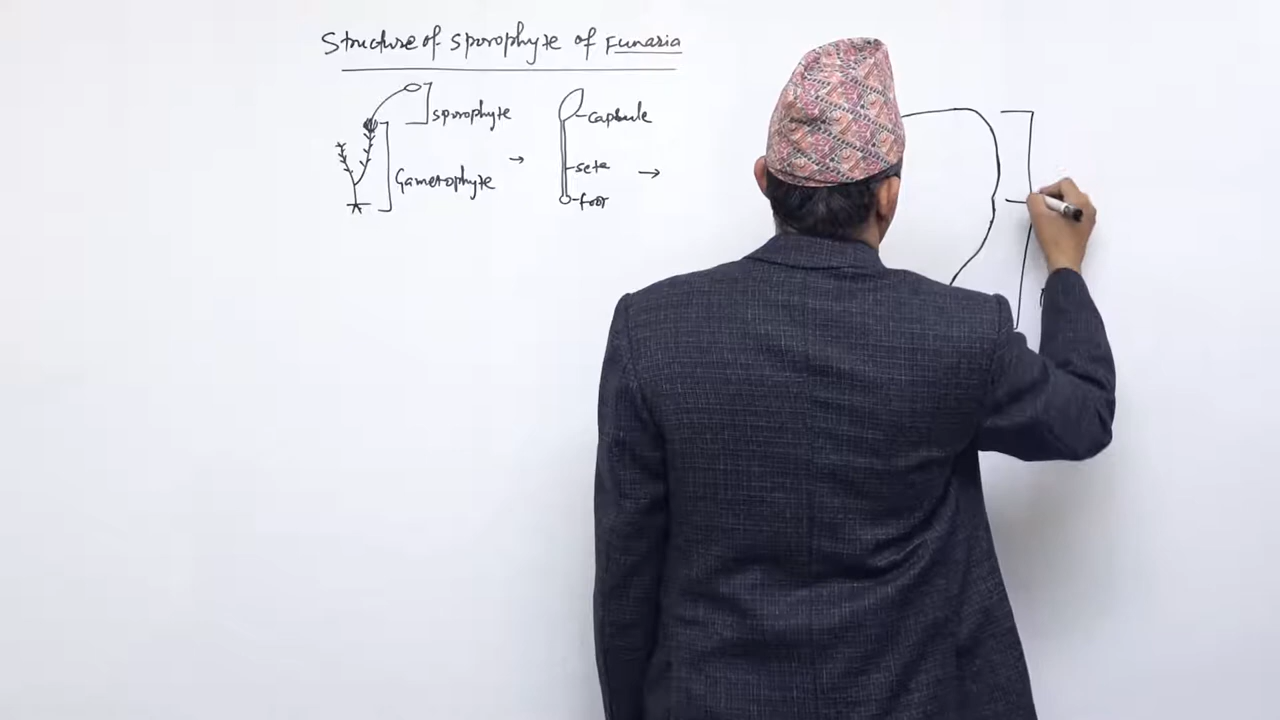 Structure of sporophyte of Funaria
sporophyte
Gametophyte
capsule
seta
foot